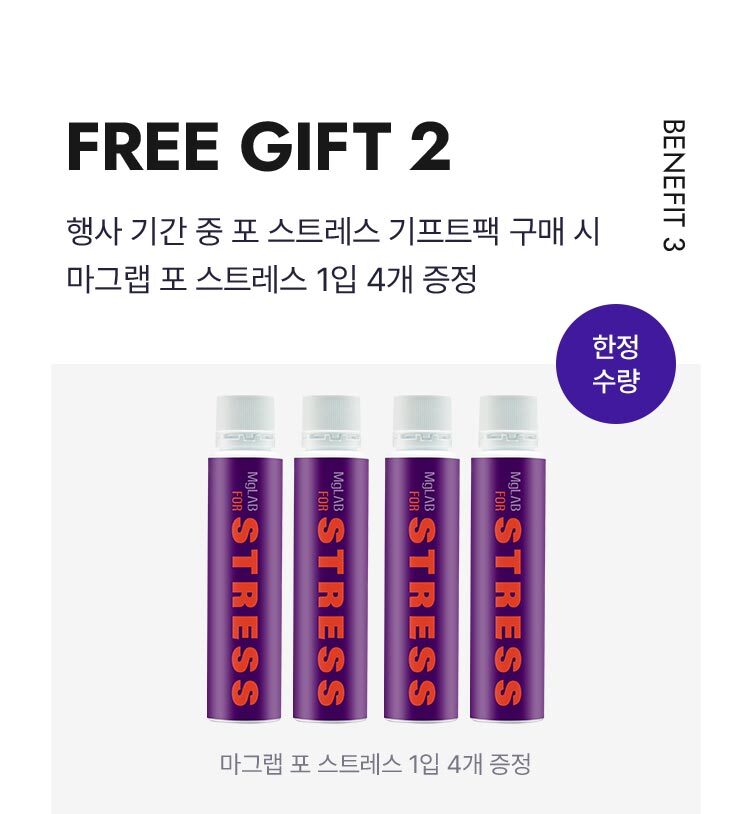 FREE GIFT 2
BENEFIT 3
행사 기간 중 포 스트레스 기프트팩 구매 시
마그랩 포 스트레스 1입 4개 증정
한정
수량
MgLAB
FOR
STRESS
MgLAB
FOR
STRESS
MgLAB
FOR
STRESS
MgLAB
FOR
STRESS
마그랩 포 스트레스 1입 4개 증정